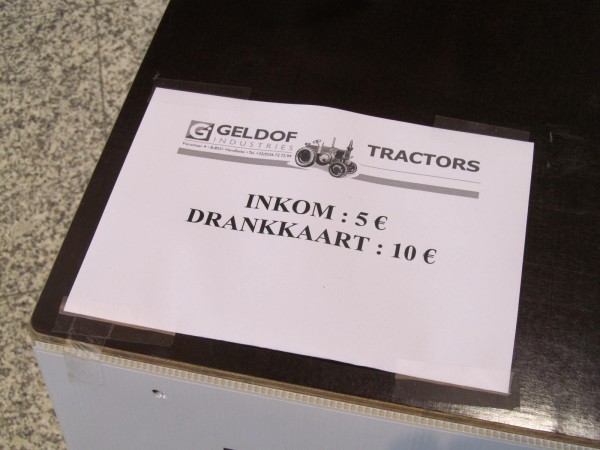 GELDOF
INDUSTRIES
TRACTORS
INKOM : 5 €
DRANKKAART : 10 €